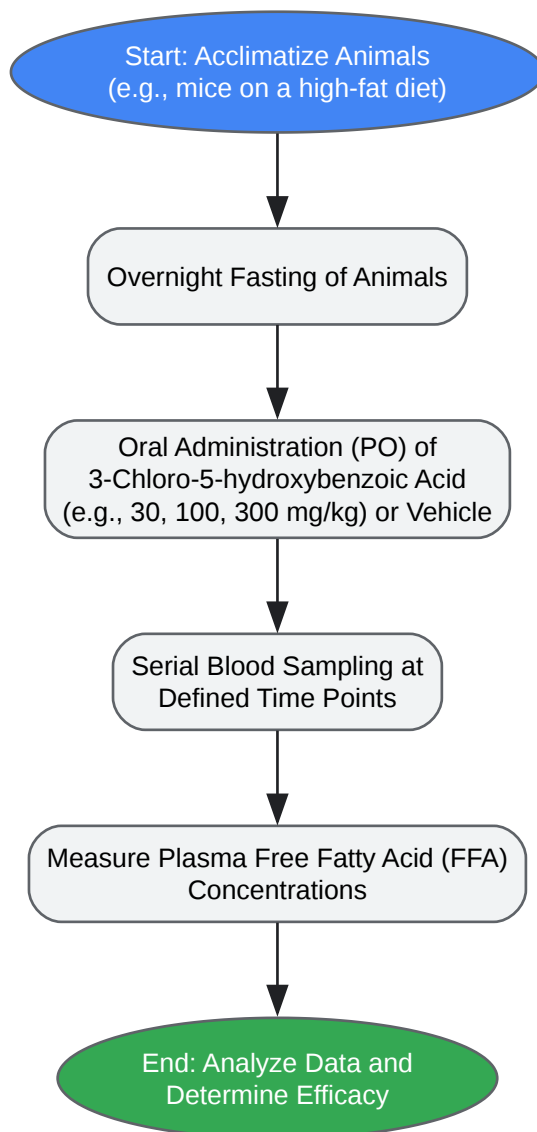 Start: Acclimatize Animals
(e.g., mice on a high-fat diet)
Overnight Fasting of Animals
Oral Administration (PO) of
3-Chloro-5-hydroxybenzoic Acid
(e.g., 30, 100, 300 mg/kg) or Vehicle
Serial Blood Sampling at
Defined Time Points
Measure Plasma Free Fatty Acid (FFA)
Concentrations
End: Analyze Data and
Determine Efficacy